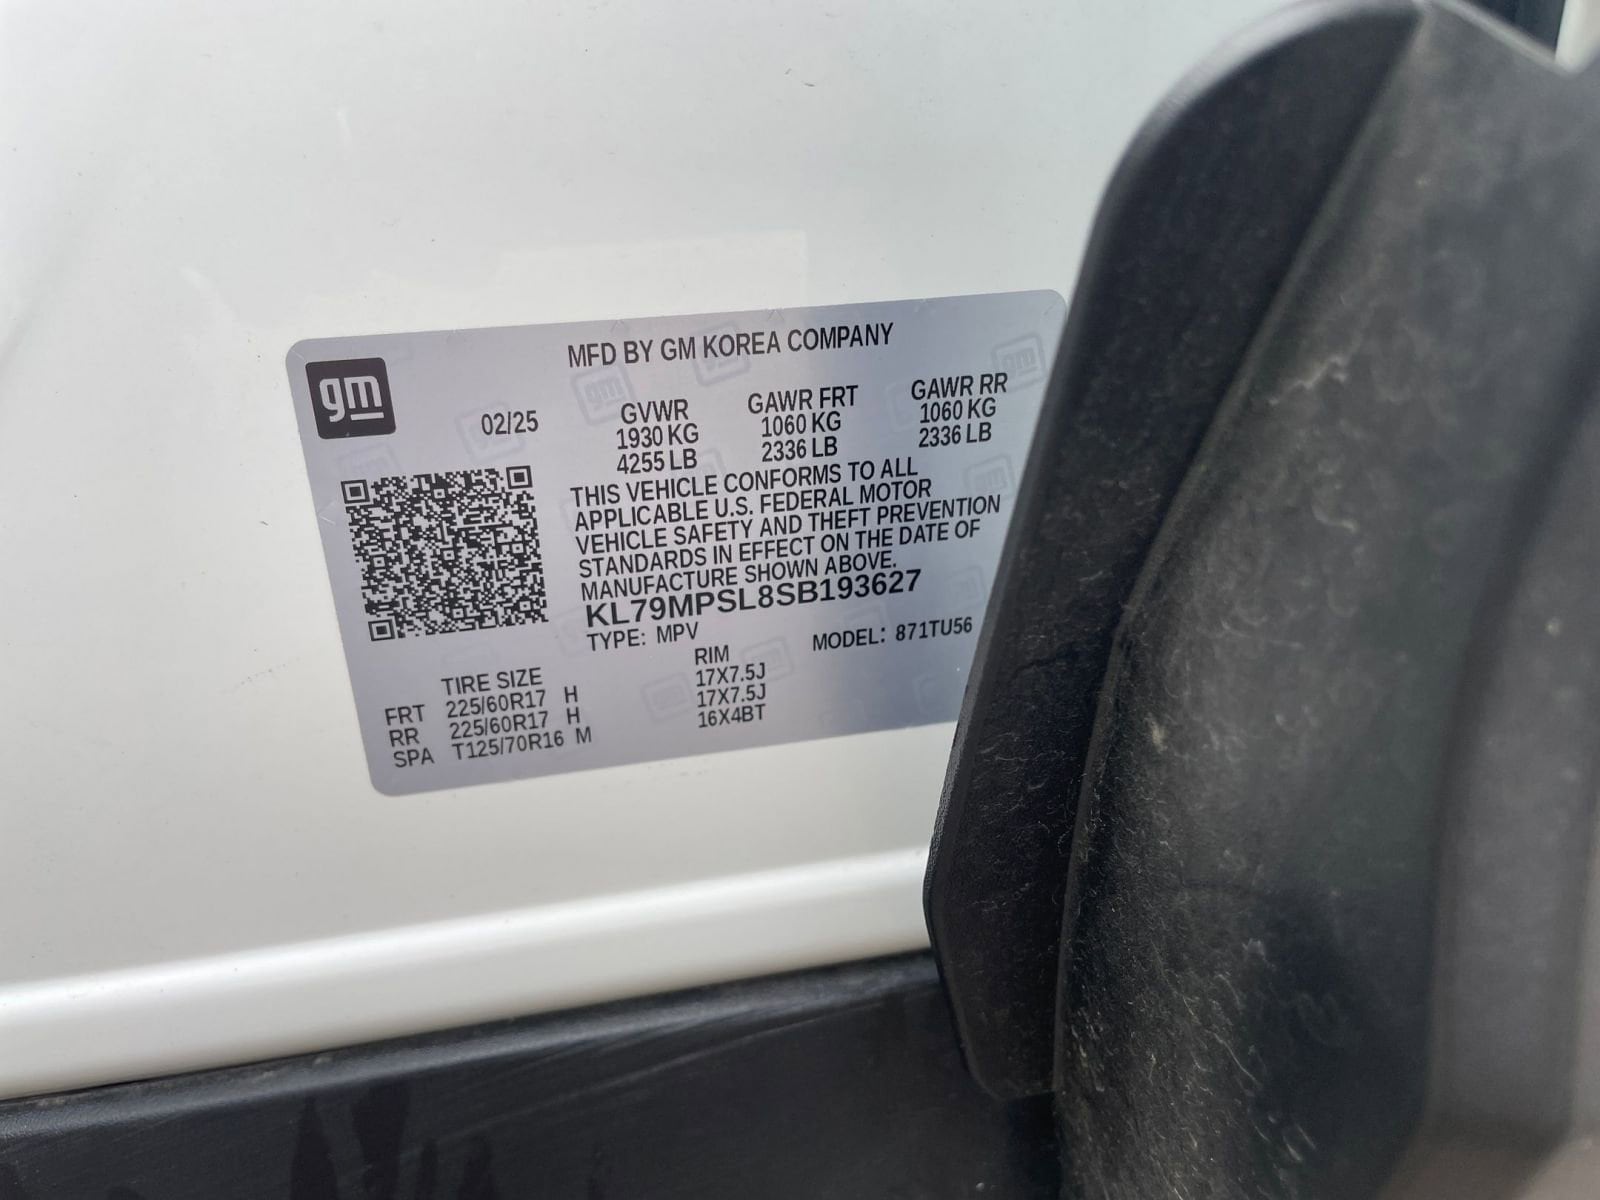 gm
MFD BY GM KOREA COMPANY
02/25
GVWR GAWR FRT GAWR RR
1930 KG 1060 KG 1060 KG
4255 LB 2336 LB 2336 LB
THIS VEHICLE CONFORMS TO ALL
APPLICABLE U.S. FEDERAL MOTOR
VEHICLE SAFETY AND THEFT PREVENTION
STANDARDS IN EFFECT ON THE DATE OF
MANUFACTURE SHOWN ABOVE.
KL79MPSL8SB193627
TYPE: MPV MODEL: 871TU56
TIRE SIZE RIM
FRT 225/60R17 H 17X7.5J
RR 225/60R17 H 17X7.5J
SPA T125/70R16 M 16X4BT